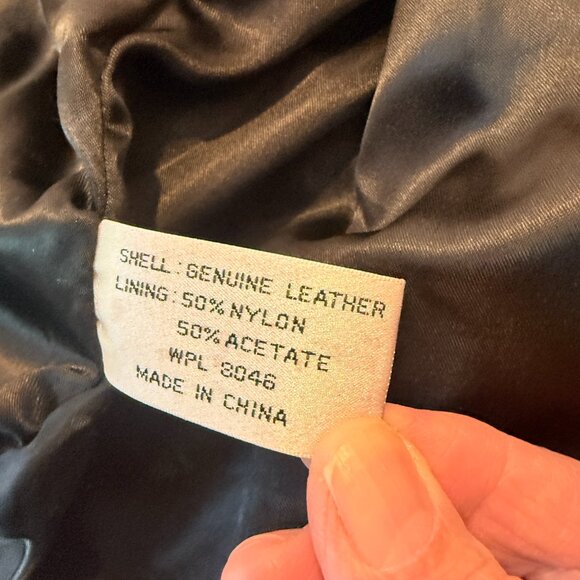 SHELL: GENUINE LEATHER
LINING: 50% NYLON
50% ACETATE
WPL 8046
MADE IN CHINA